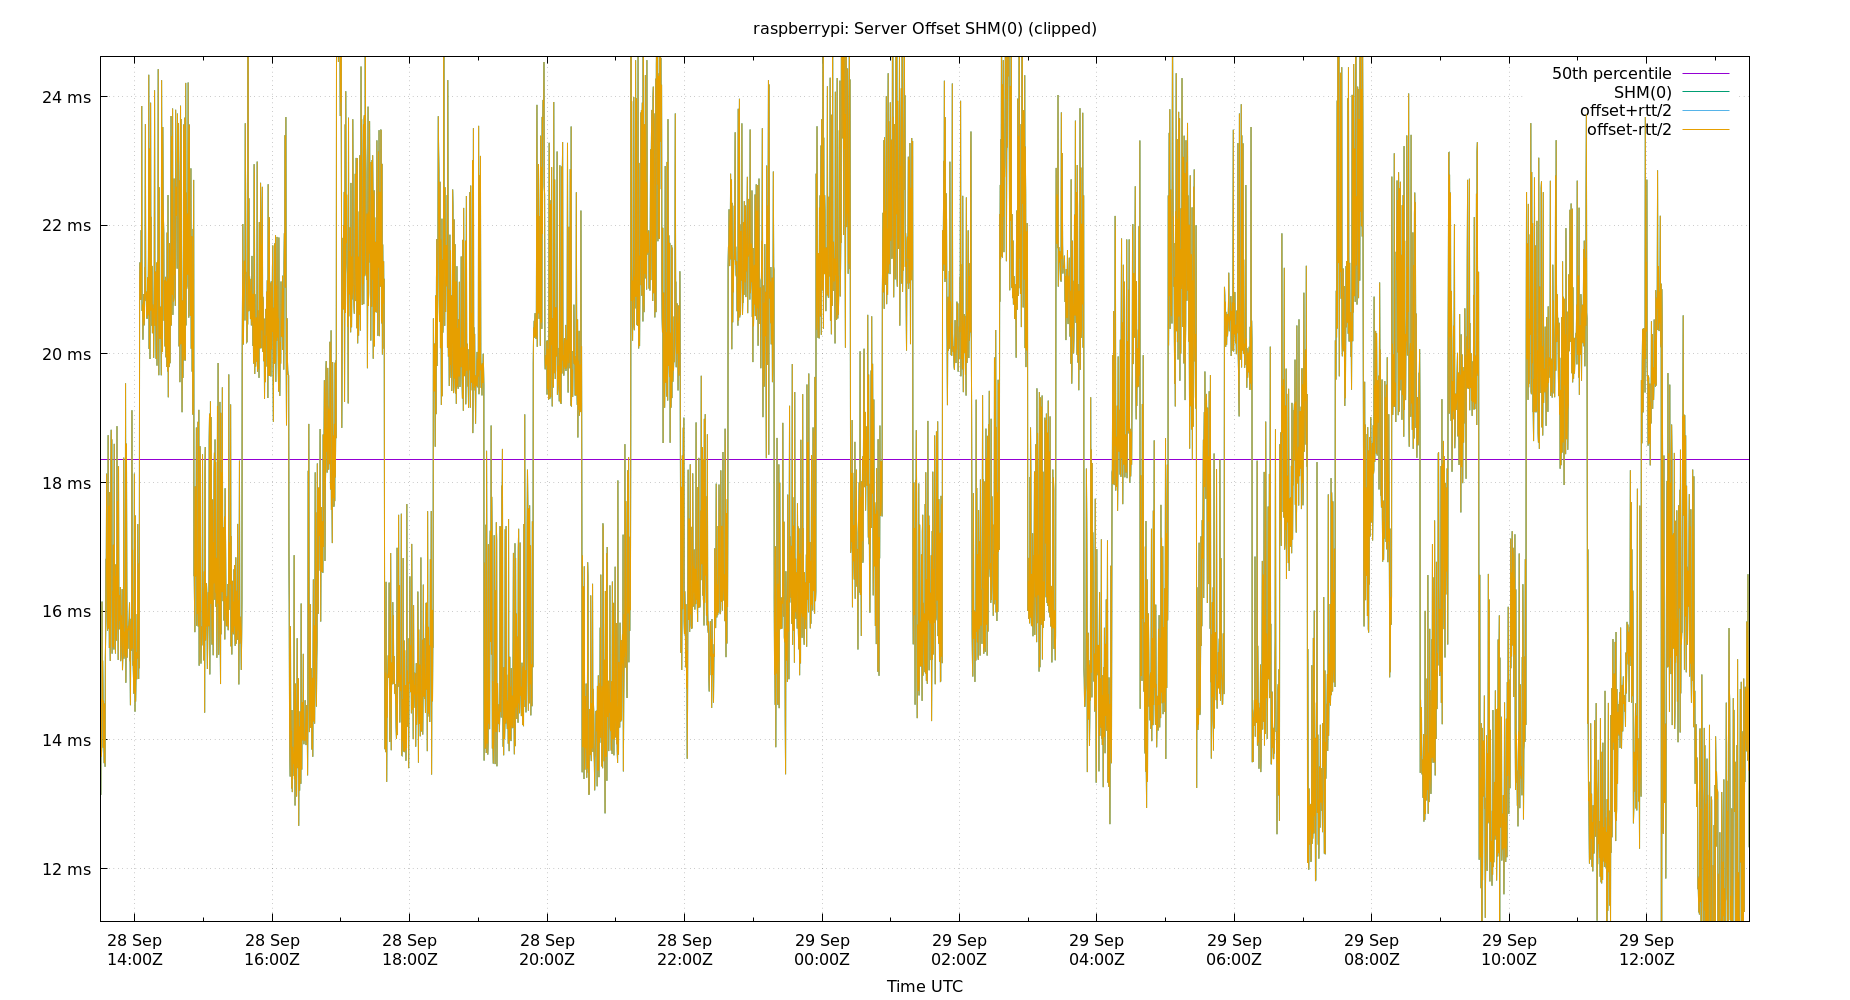 raspberrypi: Server Offset SHM(0) (clipped)
50th percentile
SHM(0)
offset+rtt/2
offset-rtt/2
24 ms
22 ms
20 ms
18 ms
16 ms
14 ms
12 ms
28 Sep 28 Sep 28 Sep 28 Sep 28 Sep 29 Sep 29 Sep 29 Sep 29 Sep 29 Sep 29 Sep 29 Sep
14:00Z 16:00Z 18:00Z 20:00Z 22:00Z 00:00Z 02:00Z 04:00Z 06:00Z 08:00Z 10:00Z 12:00Z
Time UTC